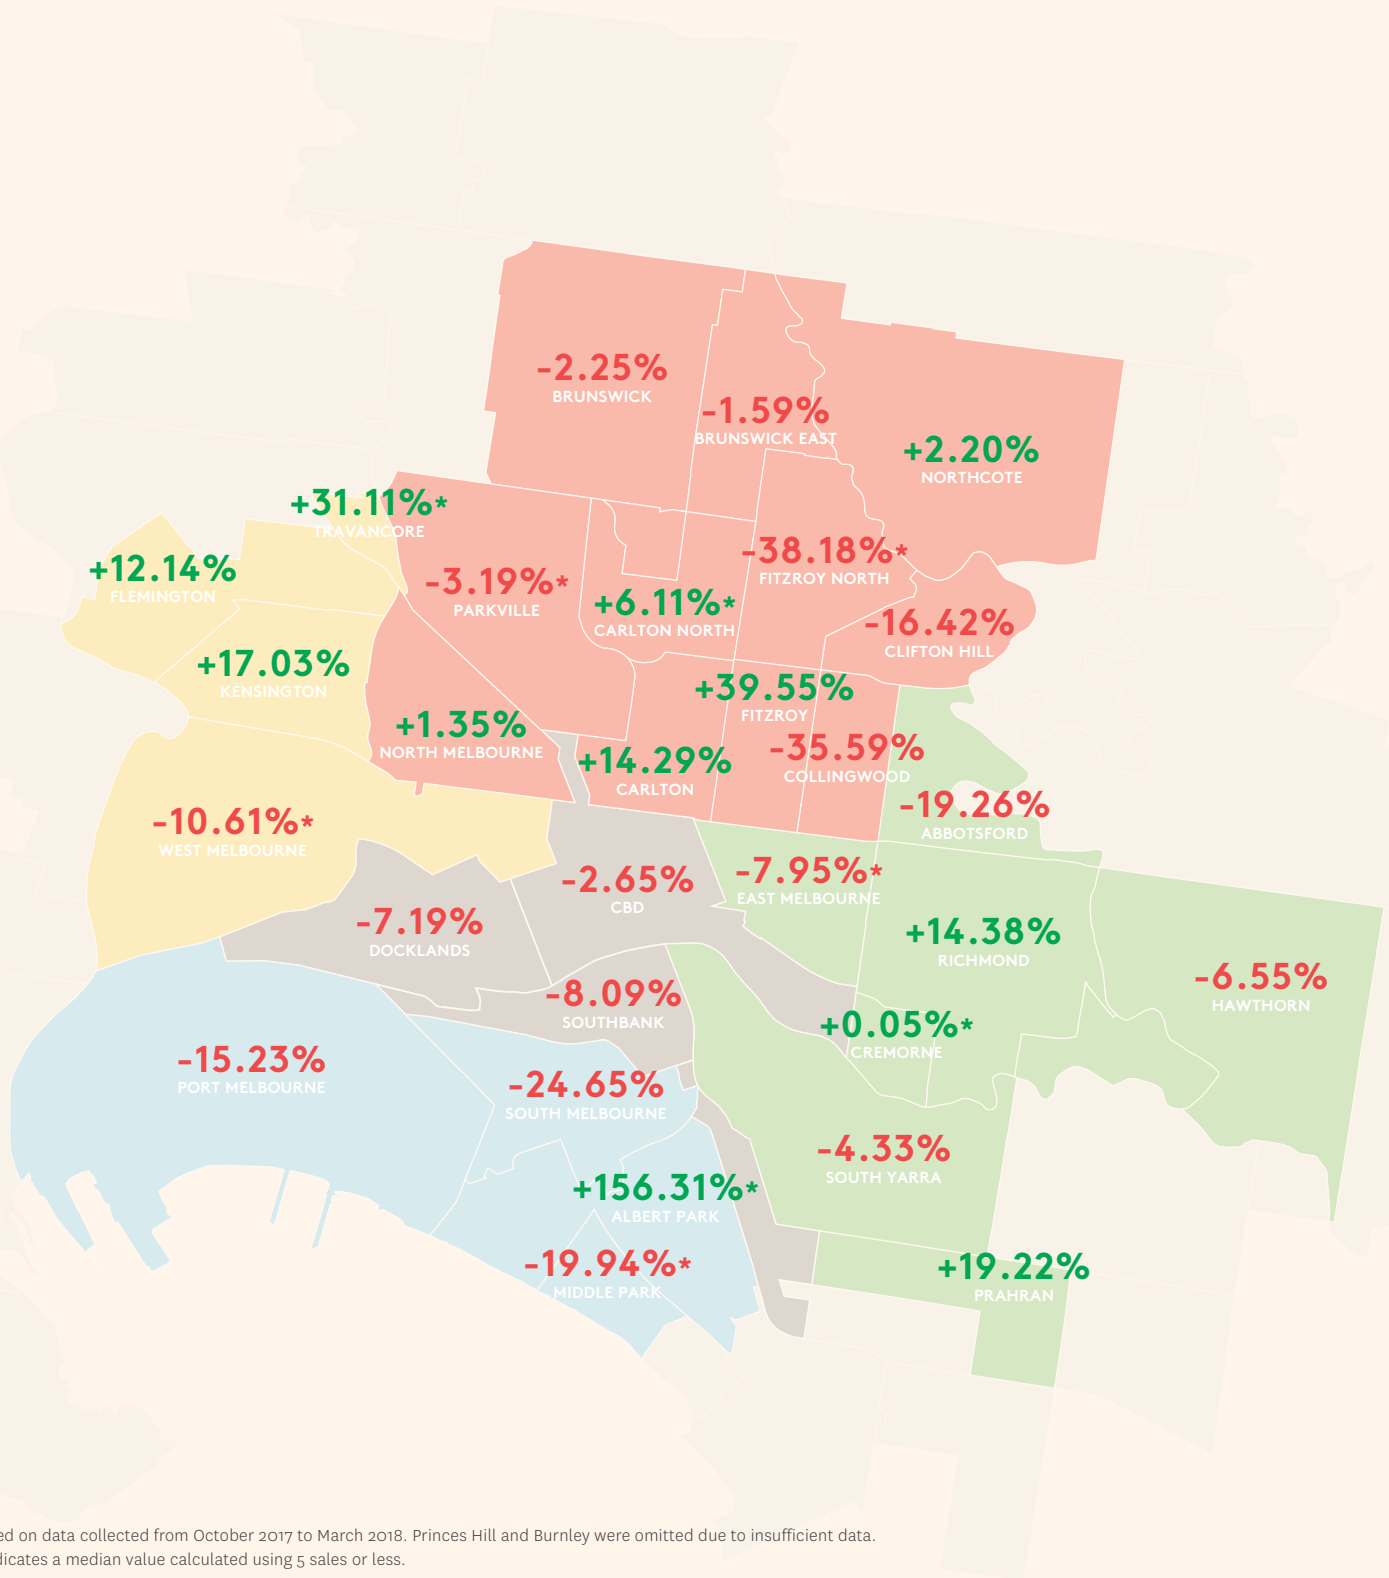 -2.25%
BRUNSWICK
-1.59%
BRUNSWICK EAST
+2.20%
NORTHCOTE
+31.11%*
TRAVANCORE
+12.14%
FLEMINGTON
-3.19%*
PARKVILLE
-38.18%*
FITZROY NORTH
+6.11%*
CARLTON NORTH
-16.42%
CLIFTON HILL
+17.03%
KENSINGTON
+39.55%
FITZROY
+1.35%
NORTH MELBOURNE
-35.59%
COLLINGWOOD
+14.29%
CARLTON
-19.26%
ABBOTSFORD
-10.61%*
WEST MELBOURNE
-7.95%*
EAST MELBOURNE
-2.65%
CBD
-7.19%
DOCKLANDS
+14.38%
RICHMOND
-6.55%
HAWTHORN
-8.09%
SOUTHBANK
+0.05%*
CREMORNE
-15.23%
PORT MELBOURNE
-24.65%
SOUTH MELBOURNE
-4.33%
SOUTH YARRA
+156.31%*
ALBERT PARK
-19.94%*
MIDDLE PARK
+19.22%
PRAHRAN
ed on data collected from October 2017 to March 2018. Princes Hill and Burnley were omitted due to insufficient data.
dicates a median value calculated using 5 sales or less.